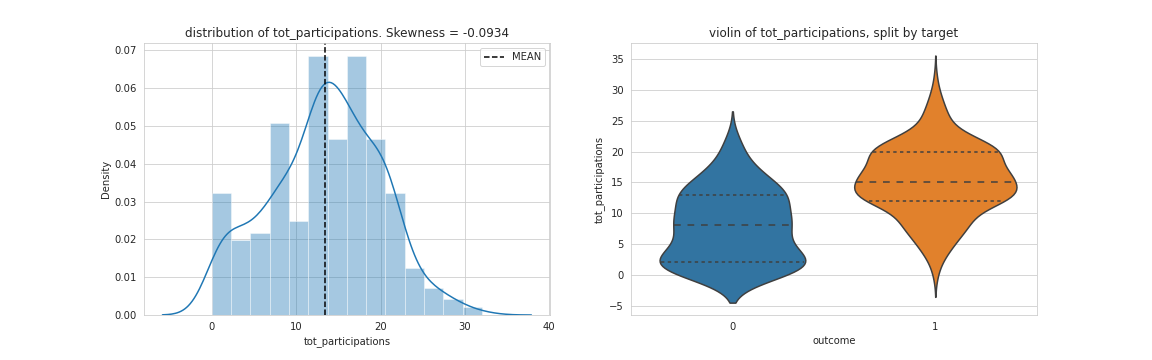 distribution of tot_participations. Skewness = -0.0934
MEAN
0.07
0.06
0.05
0.04
0.03
0.02
0.01
0.00
Density
0 10 20 30 40
tot_participations
violin of tot_participations, split by target
35
30
25
20
15
10
5
0
−5
tot_participations
0 1
outcome